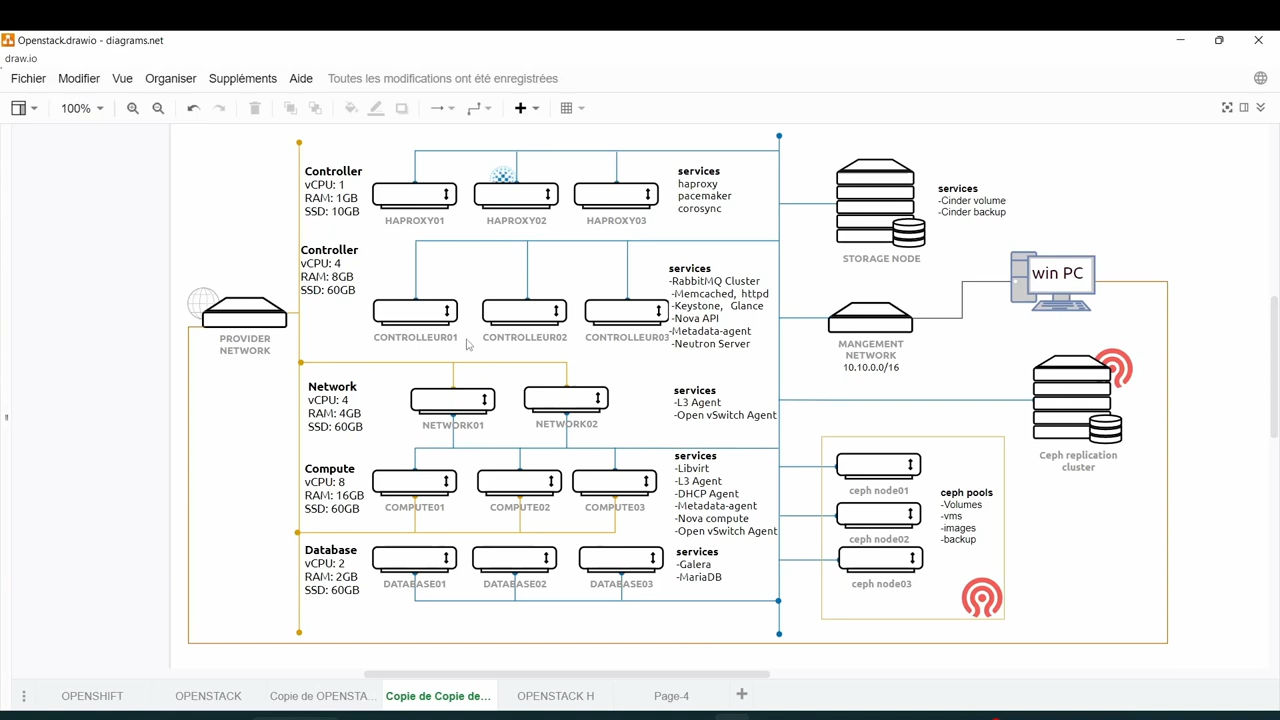 Openstack.drawio - diagrams.net
draw.io
Fichier Modifier Vue Organiser Suppléments Aide Toutes les modifications ont été enregistrées
100%
Controller
vCPU: 1
RAM: 1GB
SSD: 10GB
HAPROXY01
HAPROXY02
HAPROXY03
services
haproxy
pacemaker
corosync
services
-Cinder volume
-Cinder backup
STORAGE NODE
Controller
vCPU: 4
RAM: 8GB
SSD: 60GB
CONTROLLEUR01
CONTROLLEUR02
CONTROLLEUR03
services
-RabbitMQ Cluster
-Memcached, httpd
-Keystone, Glance
-Nova API
-Metadata-agent
-Neutron Server
win PC
PROVIDER
NETWORK
MANGEMENT
NETWORK
10.10.0.0/16
Network
vCPU: 4
RAM: 4GB
SSD: 60GB
NETWORK01
NETWORK02
services
-L3 Agent
-Open vSwitch Agent
Ceph replication
cluster
Compute
vCPU: 8
RAM: 16GB
SSD: 60GB
COMPUTE01
COMPUTE02
COMPUTE03
services
-Libvirt
-L3 Agent
-DHCP Agent
-Metadata-agent
-Nova compute
-Open vSwitch Agent
ceph node01
ceph node02
ceph node03
ceph pools
-Volumes
-vms
-images
-backup
Database
vCPU: 2
RAM: 2GB
SSD: 60GB
DATABASE01
DATABASE02
DATABASE03
services
-Galera
-MariaDB
OPENSHIFT OPENSTACK Copie de OPENSTA... Copie de Copie de... OPENSTACK H Page-4